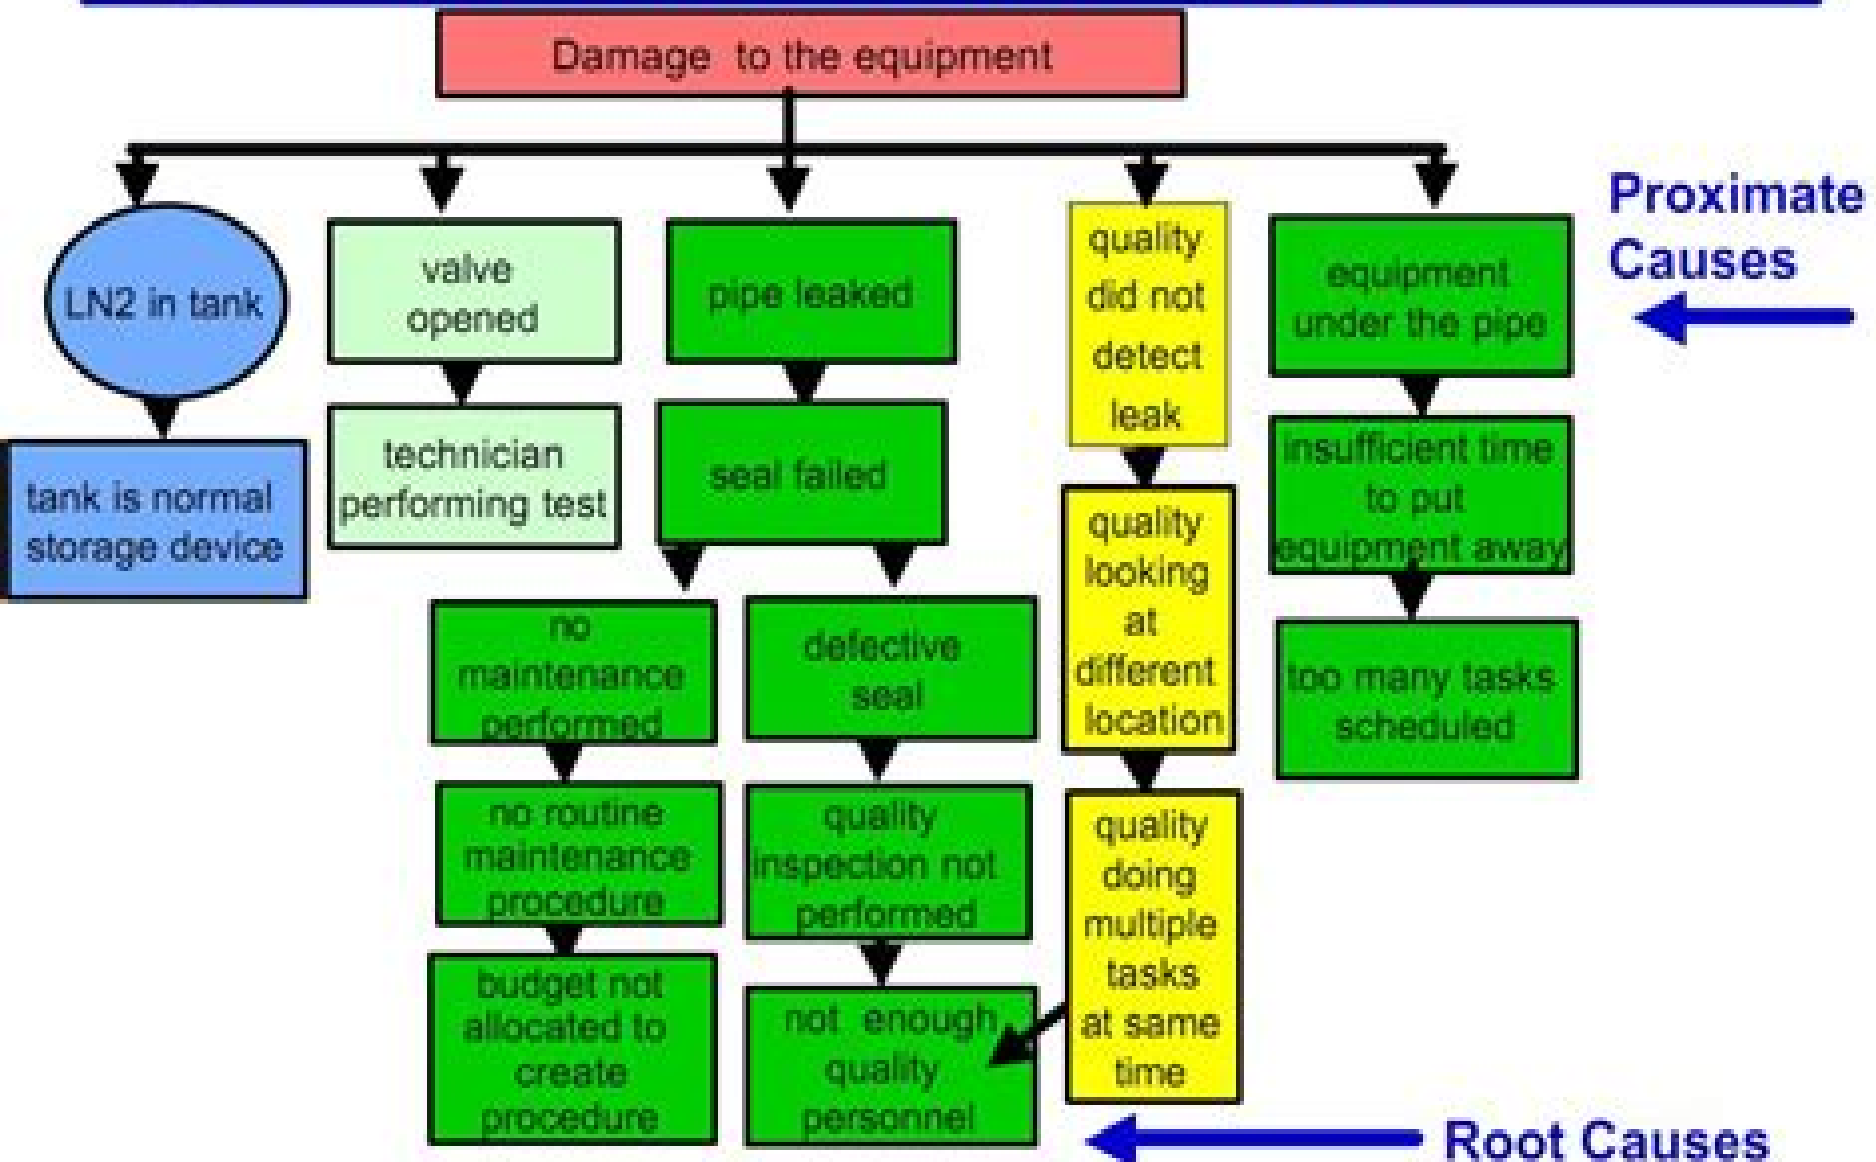 Damage to the equipment
LN2 in tank
tank is normal
storage device
valve
opened
technician
performing test
pipe leaked
seal failed
no
maintenance
performed
no routine
maintenance
procedure
budget not
allocated to
create
procedure
defective
seal
quality
inspection not
performed
not enough
quality
personnel
quality
did not
detect
leak
quality
looking
at
different
location
quality
doing
multiple
tasks
at same
time
equipment
under the pipe
insufficient time
to put
equipment away
too many tasks
scheduled
Proximate
Causes
Root Causes